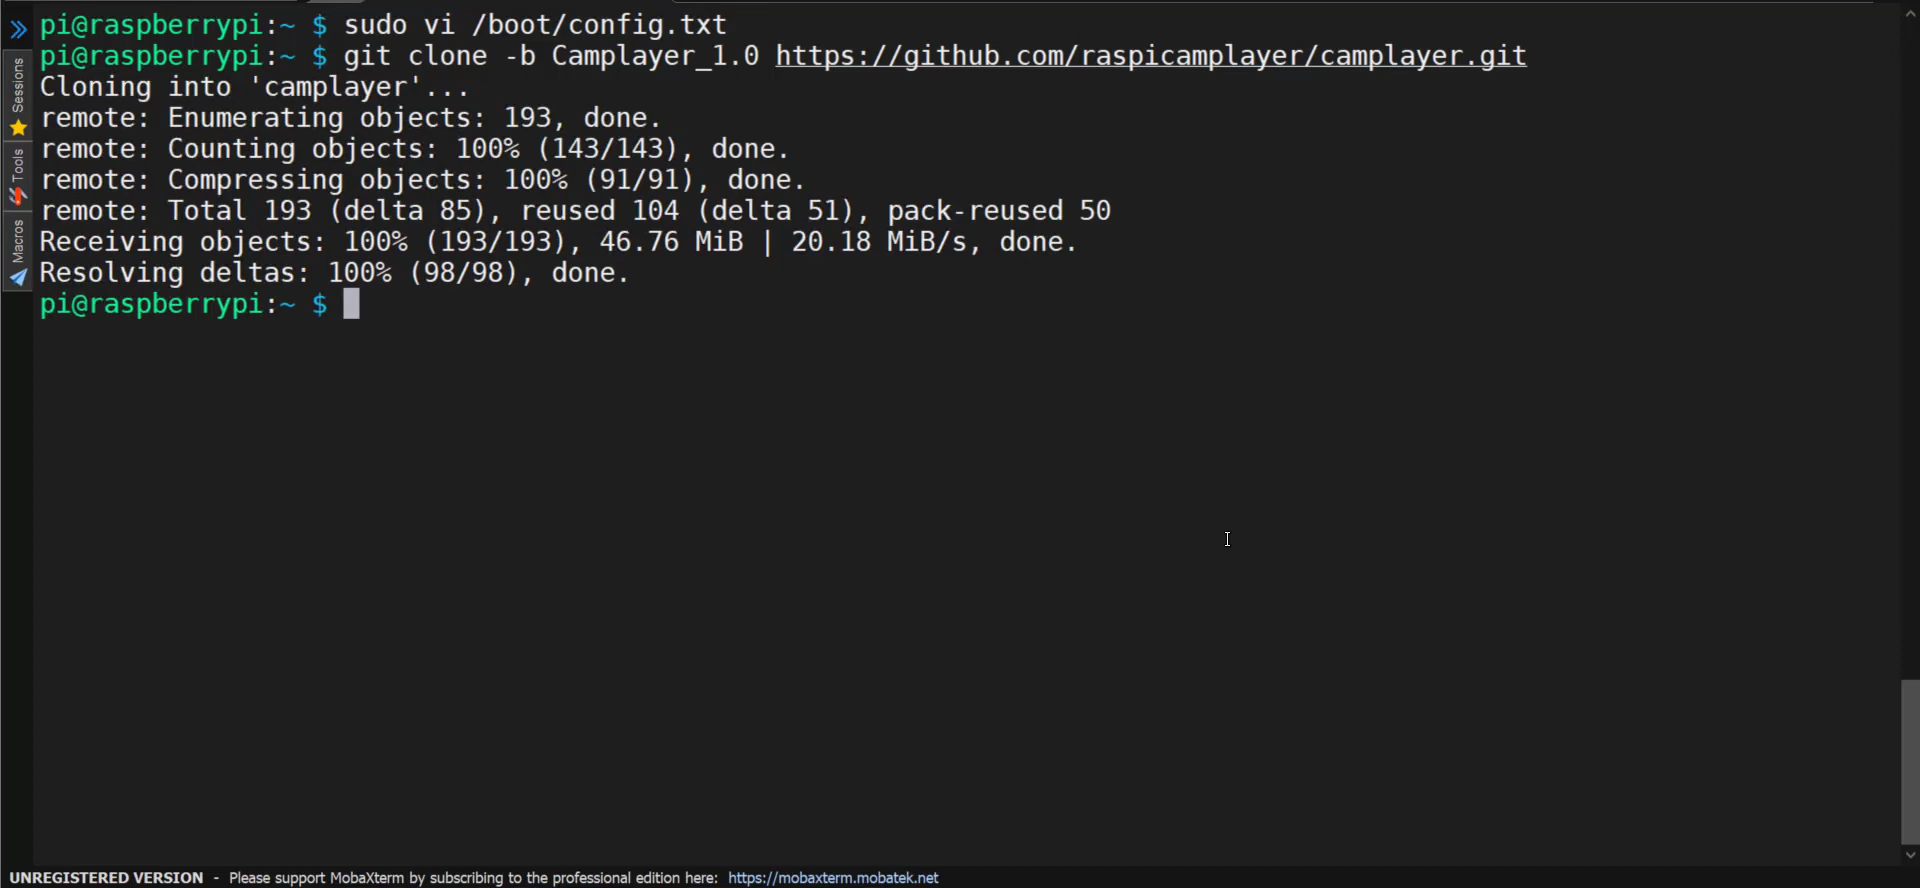 pi@raspberrypi:~ $ sudo vi /boot/config.txt
pi@raspberrypi:~ $ git clone -b Camplayer_1.0 https://github.com/raspicamplayer/camplayer.git
Cloning into 'camplayer'...
remote: Enumerating objects: 193, done.
remote: Counting objects: 100% (143/143), done.
remote: Compressing objects: 100% (91/91), done.
remote: Total 193 (delta 85), reused 104 (delta 51), pack-reused 50
Receiving objects: 100% (193/193), 46.76 MiB | 20.18 MiB/s, done.
Resolving deltas: 100% (98/98), done.
pi@raspberrypi:~ $
Sessions
Tools
Macros
UNREGISTERED VERSION - Please support MobaXterm by subscribing to the professional edition here: https://mobaxterm.mobatek.net